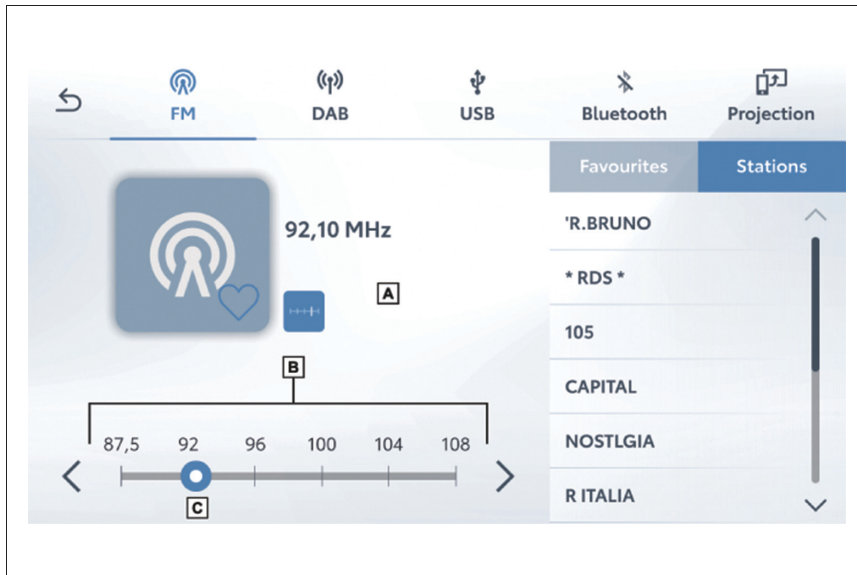 FM DAB USB Bluetooth Projection
Favourites Stations
92,10 MHz
'R.BRUNO
* RDS *
105
CAPITAL
NOSTLGIA
R ITALIA
A
B
87,5 92 96 100 104 108
C